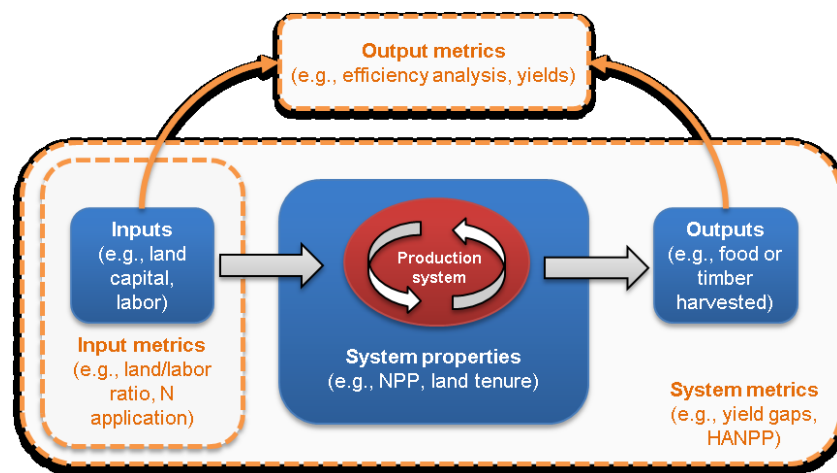 Output metrics
(e.g., efficiency analysis, yields)
Inputs
(e.g., land
capital,
labor)
Input metrics
(e.g., land/labor
ratio, N
application)
Production
system
System properties
(e.g., NPP, land tenure)
Outputs
(e.g., food or
timber
harvested)
System metrics
(e.g., yield gaps,
HANPP)